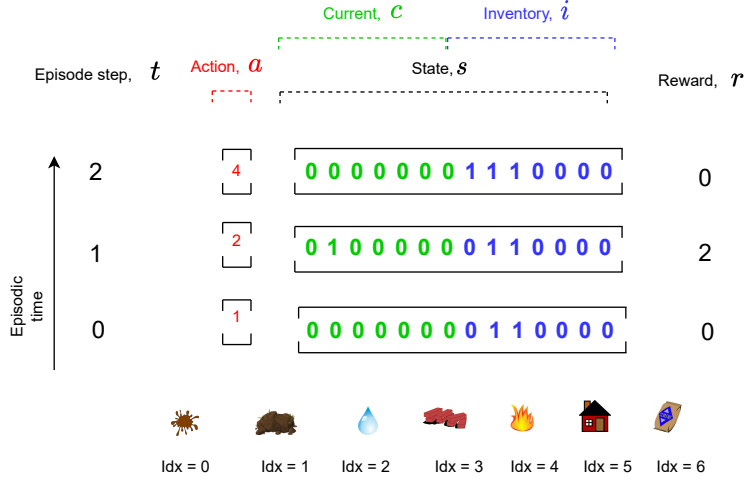 Current, c Inventory, i
Episode step, t Action, a State, s Reward, r
2 4 0 0 0 0 0 0 0 1 1 1 0 0 0 0 0
1 2 0 1 0 0 0 0 0 0 1 1 0 0 0 0 2
0 1 0 0 0 0 0 0 0 0 1 1 0 0 0 0 0
Episodic
time
Idx = 0 Idx = 1 Idx = 2 Idx = 3 Idx = 4 Idx = 5 Idx = 6